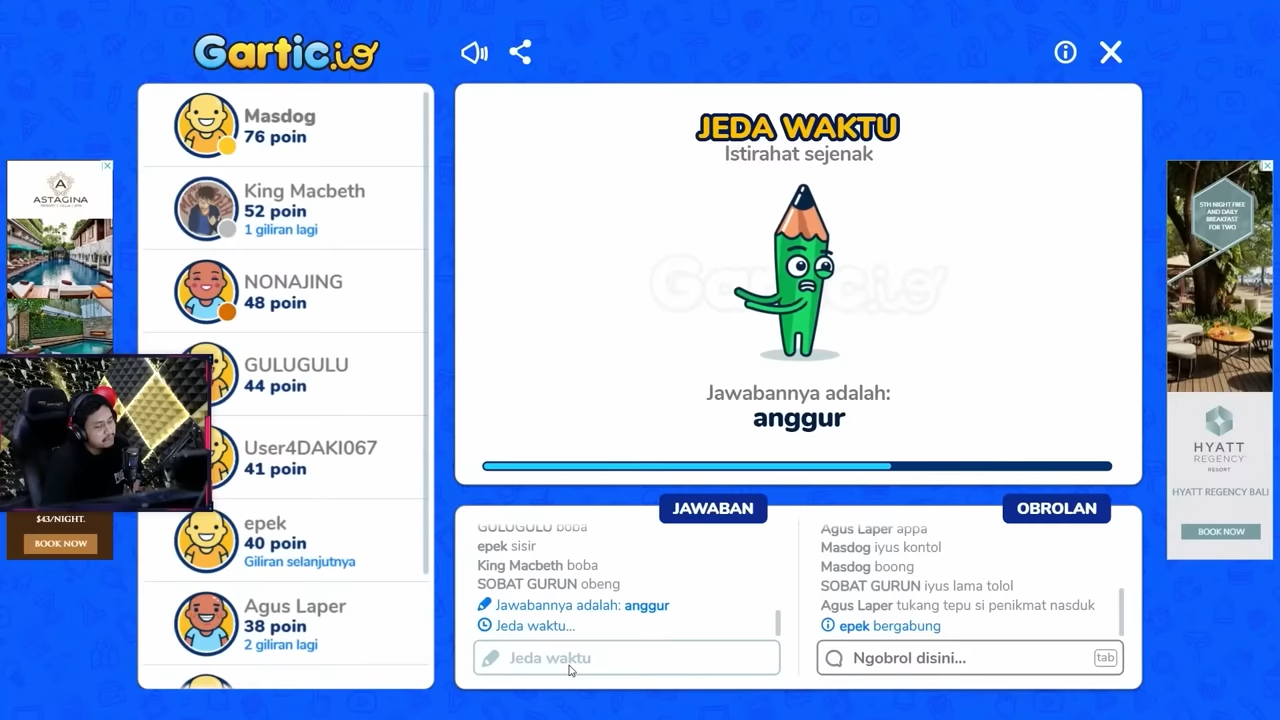 Gartic.io
Masdog
76 poin
King Macbeth
52 poin
1 giliran lagi
NONAJING
48 poin
GULUGULU
44 poin
User4DAKI067
41 poin
epek
40 poin
Giliran selanjutnya
Agus Laper
38 poin
2 giliran lagi
JEDA WAKTU
Istirahat sejenak
Gartic.io
Jawabannya adalah:
anggur
JAWABAN
GULUGULU boba
epek sisir
King Macbeth boba
SOBAT GURUN obeng
Jawabannya adalah: anggur
Jeda waktu...
Jeda waktu
OBROLAN
Agus Laper appa
Masdog iyus kontol
Masdog boong
SOBAT GURUN iyus lama tolol
Agus Laper tukang tepu si penikmat nasduk
epek bergabung
Ngobrol disini...
tab
A
ASTAGINA
$43/NIGHT.
BOOK NOW
5TH NIGHT FREE
AND DAILY
BREAKFAST
FOR TWO
HYATT
REGENCY
RESORT
HYATT REGENCY BALI
BOOK NOW